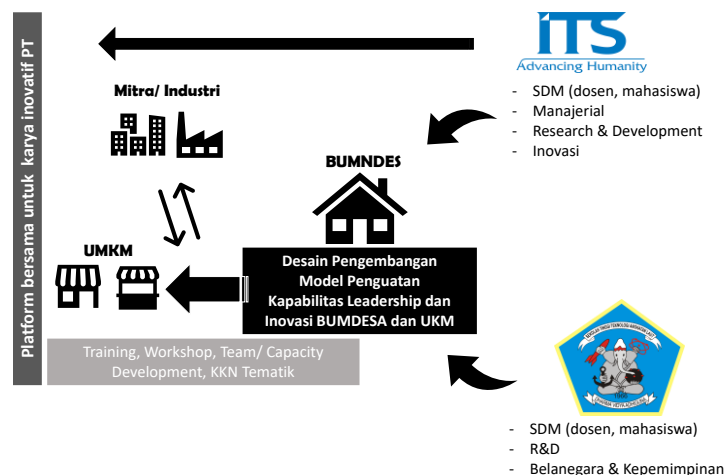 Platform bersama untuk karya inovatif PT
ITS
Advancing Humanity
- SDM (dosen, mahasiswa)
- Manajerial
- Research & Development
- Inovasi
Mitra/ Industri
BUMNDES
UMKM
Desain Pengembangan
Model Penguatan
Kapabilitas Leadership dan
Inovasi BUMDESA dan UKM
Training, Workshop, Team/ Capacity
Development, KKN Tematik
- SDM (dosen, mahasiswa)
- R&D
- Belanegara & Kepemimpinan